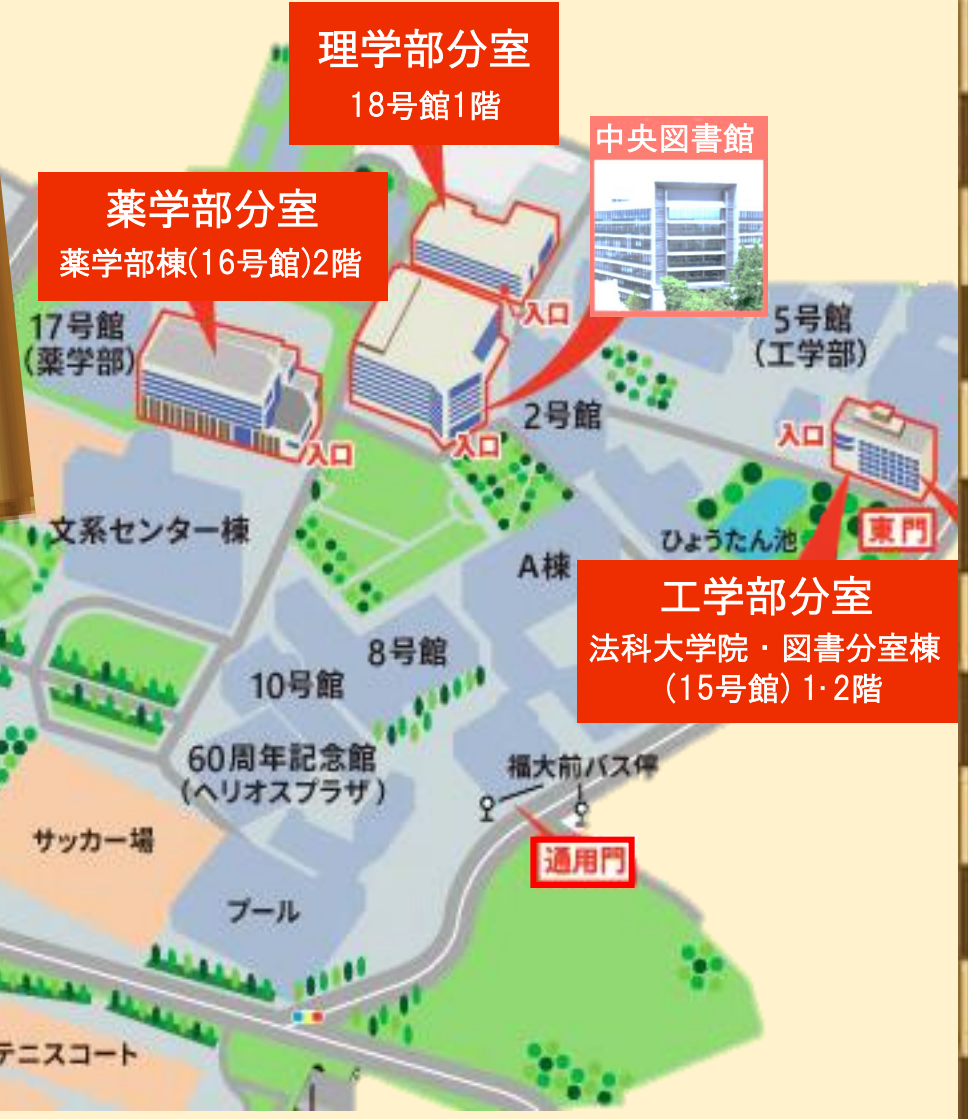 理学部分室
18号館1階
中央図書館
薬学部分室
薬学部棟(16号館)2階
17号館
(薬学部)
入口
5号館
(工学部)
2号館
入口
入口
入口
文系センター棟
ひょうたん池
東門
A棟
工学部分室
法科大学院・図書分室棟
(15号館)1・2階
8号館
10号館
60周年記念館
(ヘリオスプラザ)
福大前バス停
サッカー場
通用門
プール
テニスコート